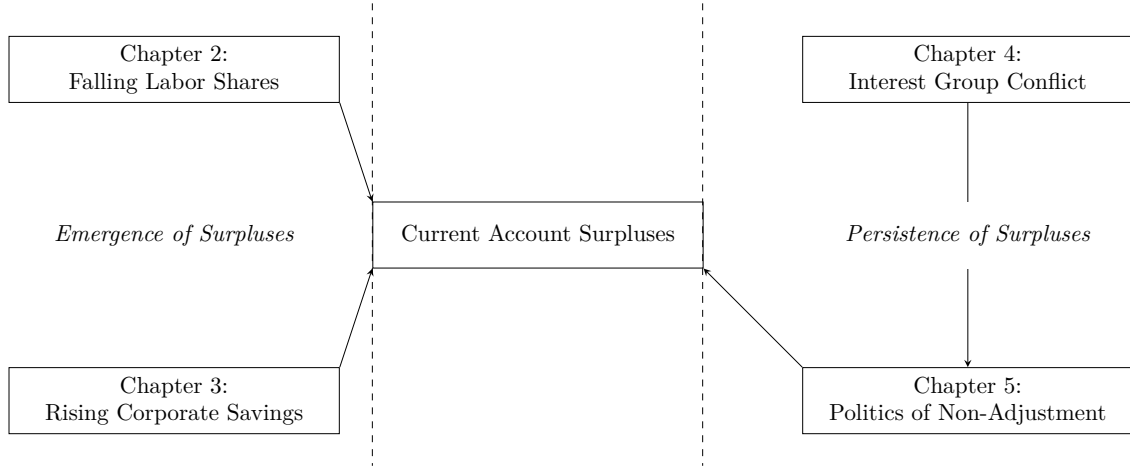 Chapter 2:
Falling Labor Shares
Chapter 4:
Interest Group Conflict
Emergence of Surpluses
Current Account Surpluses
Persistence of Surpluses
Chapter 3:
Rising Corporate Savings
Chapter 5:
Politics of Non-Adjustment